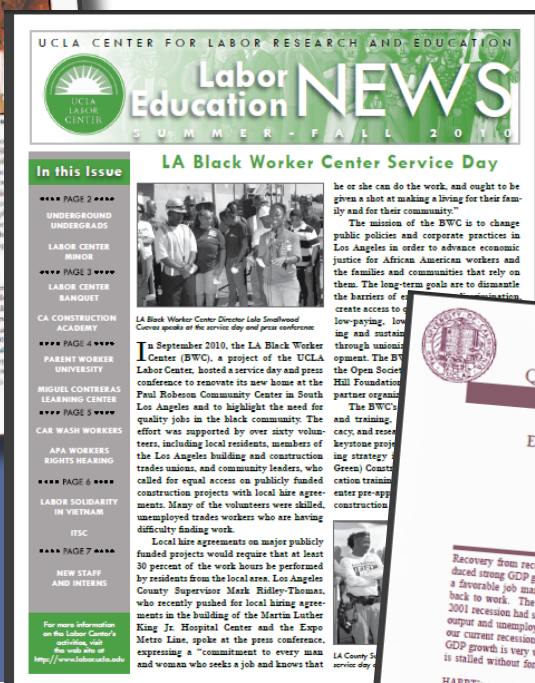 UCLA CENTER FOR LABOR RESEARCH AND EDUCATION
UCLA
LABOR
CENTER
Labor
Education
NEWS
SUMMER-FALL 2010
In this Issue
PAGE 2
UNDERGROUND
UNDERGRADS
LABOR CENTER
MINOR
PAGE 3
LABOR CENTER
BANQUET
CA CONSTRUCTION
ACADEMY
PAGE 4
PARENT WORKER
UNIVERSITY
MIGUEL CONTRERAS
LEARNING CENTER
PAGE 5
CAR WASH WORKERS
APA WORKERS
RIGHTS HEARING
PAGE 6
LABOR SOLIDARITY
IN VIETNAM
ITSC
PAGE 7
NEW STAFF
AND INTERNS
For more information
on the Labor Center's
activities, visit
the web site at
http://www.labor.ucla.edu
LA Black Worker Center Service Day
LA Black Worker Center Director Lola Smallwood
Cuevas speaks at the service day and press conference
In September 2010, the LA Black Worker
Center (BWC), a project of the UCLA
Labor Center, hosted a service day and press
conference to renovate its new home at the
Paul Robeson Community Center in South
Los Angeles and to highlight the need for
quality jobs in the black community. The
effort was supported by over sixty volun-
teers, including local residents, members of
the Los Angeles building and construction
trades unions, and community leaders, who
called for equal access on publicly funded
construction projects with local hire agree-
ments. Many of the volunteers were skilled,
unemployed trades workers who are having
difficulty finding work.
Local hire agreements on major publicly
funded projects would require that at least
30 percent of the work hours be performed
by residents from the local area. Los Angeles
County Supervisor Mark Ridley-Thomas,
who recently pushed for local hiring agree-
ments in the building of the Martin Luther
King Jr. Hospital Center and the Expo
Metro Line, spoke at the press conference,
expressing a "commitment to every man
and woman who seeks a job and knows that
he or she can do the work, and ought to be
given a shot at making a living for their fam-
ily and for their community."
The mission of the BWC is to change
public policies and corporate practices in
Los Angeles in order to advance economic
justice for African American workers and
the families and communities that rely on
them. The long-term goals are to dismantle
the barriers of
create access to
low-paying, low
ing and sustain
through unioniz
opment. The BW
the Open Societ
Hill Foundation
partner organiz
The BWC's
and training,
cacy, and resea
keystone proje
ing strategy
Green) Constr
cation training
enter pre-app
construction
LA County Su
service day
Q
E
Recovery from rec
duced strong GDP g
a favorable job ma
back to work. The
2001 recession had s
output and unemploy
our current recession
GDP growth is very
is stalled without for